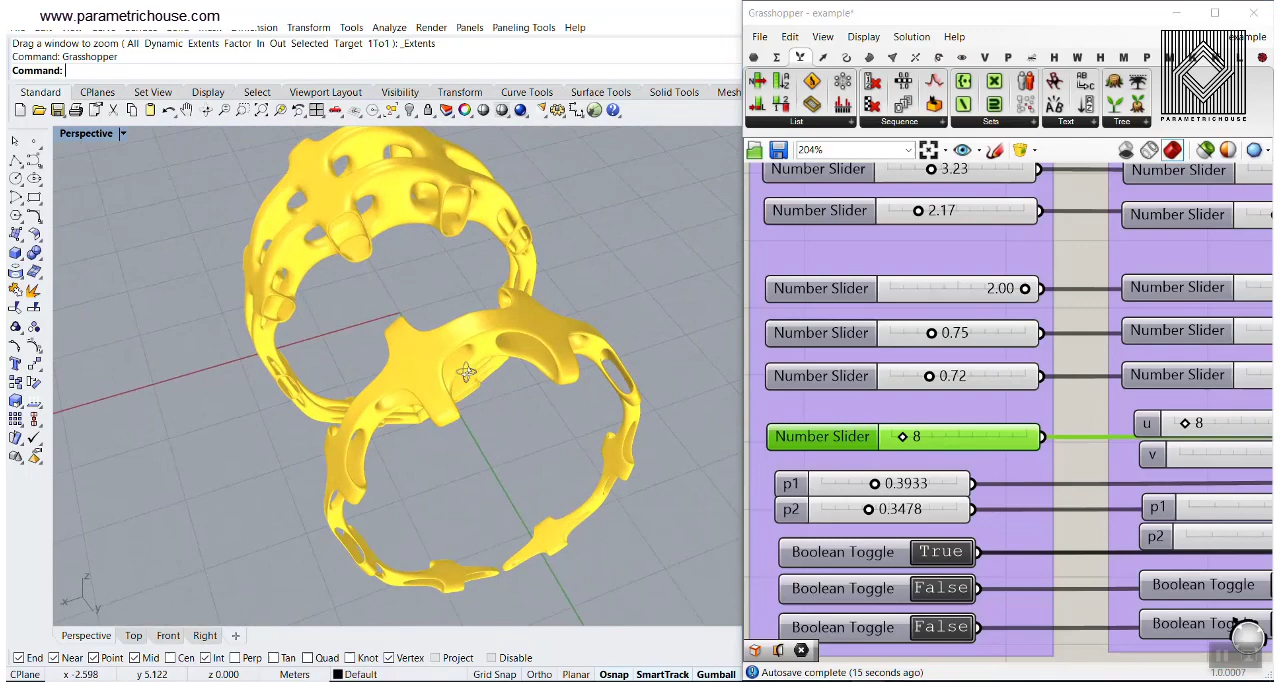 www.parametrichouse.com
Transform Tools Analyze Render Panels Paneling Tools Help
Drag a window to zoom ( All Dynamic Extents Factor In Out Selected Target 1To1 ): _Extents
Command: Grasshopper
Command:
Standard CPlanes Set View Display Select Viewport Layout Visibility Transform Curve Tools Surface Tools Solid Tools Mesh
Perspective
z
x
y
Perspective Top Front Right
End Near Point Mid Cen Int Perp Tan Quad Knot Vertex Project Disable
CPlane x -2.598 y 5.122 z 0.000 Meters Default Grid Snap Ortho Planar Osnap SmartTrack Gumball
Grasshopper - example*
File Edit View Display Solution Help
example
V P H W H M P M K L
List Sequence Sets Text Tree
PARAMETRICHOUSE
204%
Number Slider 3.23
Number Slider
Number Slider 2.17
Number Slider
Number Slider 2.00
Number Slider
Number Slider 0.75
Number Slider
Number Slider 0.72
Number Slider
Number Slider 8
u 8
v
p1 0.3933
p2 0.3478
p1
p2
Boolean Toggle True
Boolean Toggle False
Boolean Toggle
Boolean Toggle False
Boolean
Autosave complete (15 seconds ago)
1.0.0007